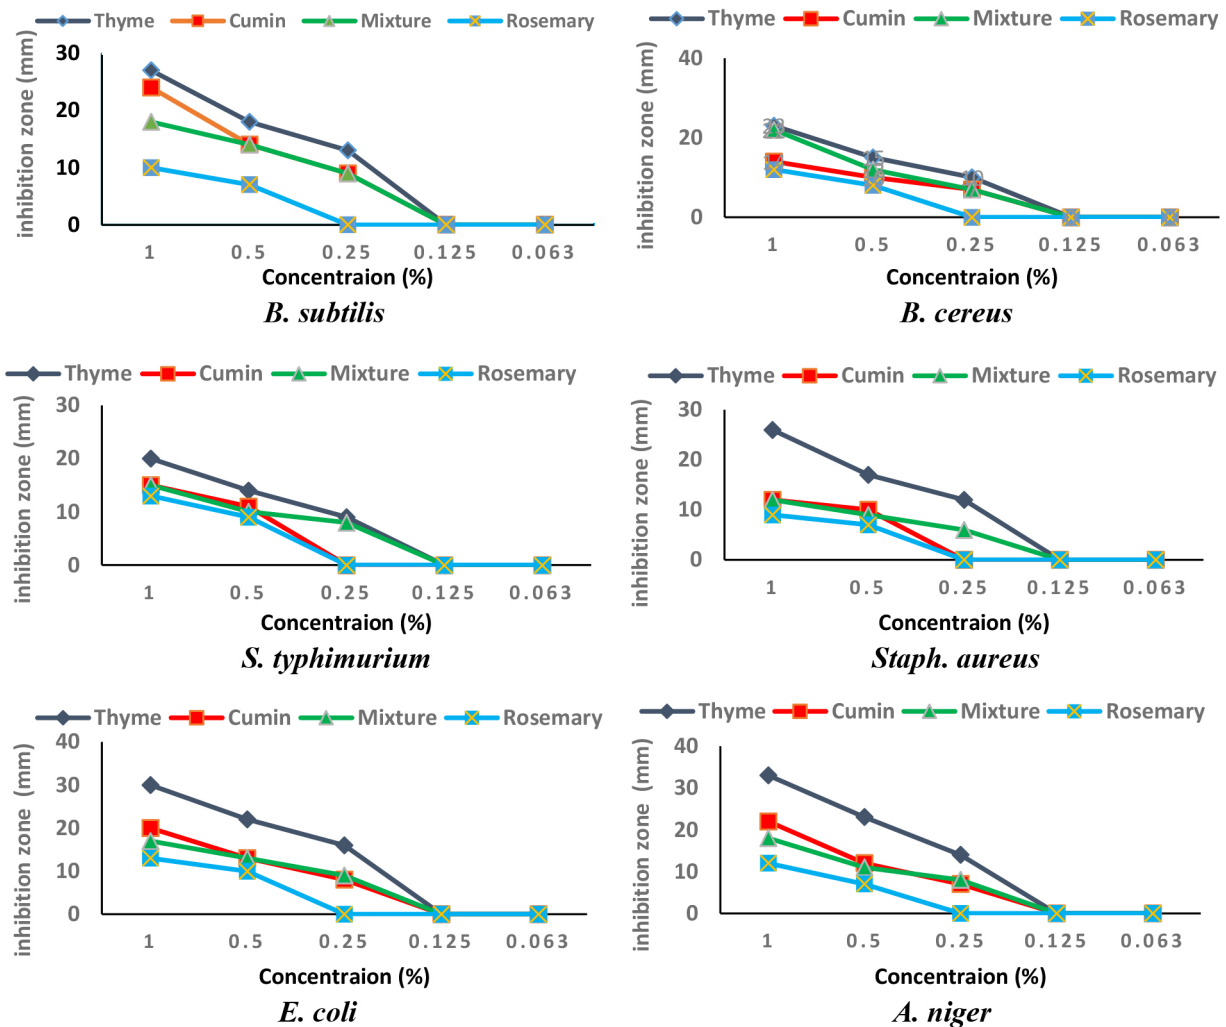 Thyme Cumin Mixture Rosemary
inhibition zone (mm)
30
20
10
0
1 0.5 0.25 0.125 0.063
Concentraion (%)
B. subtilis
Thyme Cumin Mixture Rosemary
inhibition zone (mm)
40
20
0
1 0.5 0.25 0.125 0.063
Concentraion (%)
B. cereus
Thyme Cumin Mixture Rosemary
inhibition zone (mm)
30
20
10
0
1 0.5 0.25 0.125 0.063
Concentraion (%)
S. typhimurium
Thyme Cumin Mixture Rosemary
inhibition zone (mm)
30
20
10
0
1 0.5 0.25 0.125 0.063
Concentraion (%)
Staph. aureus
Thyme Cumin Mixture Rosemary
inhibition zone (mm)
40
30
20
10
0
1 0.5 0.25 0.125 0.063
Concentraion (%)
E. coli
Thyme Cumin Mixture Rosemary
inhibition zone (mm)
40
30
20
10
0
1 0.5 0.25 0.125 0.063
Concentraion (%)
A. niger